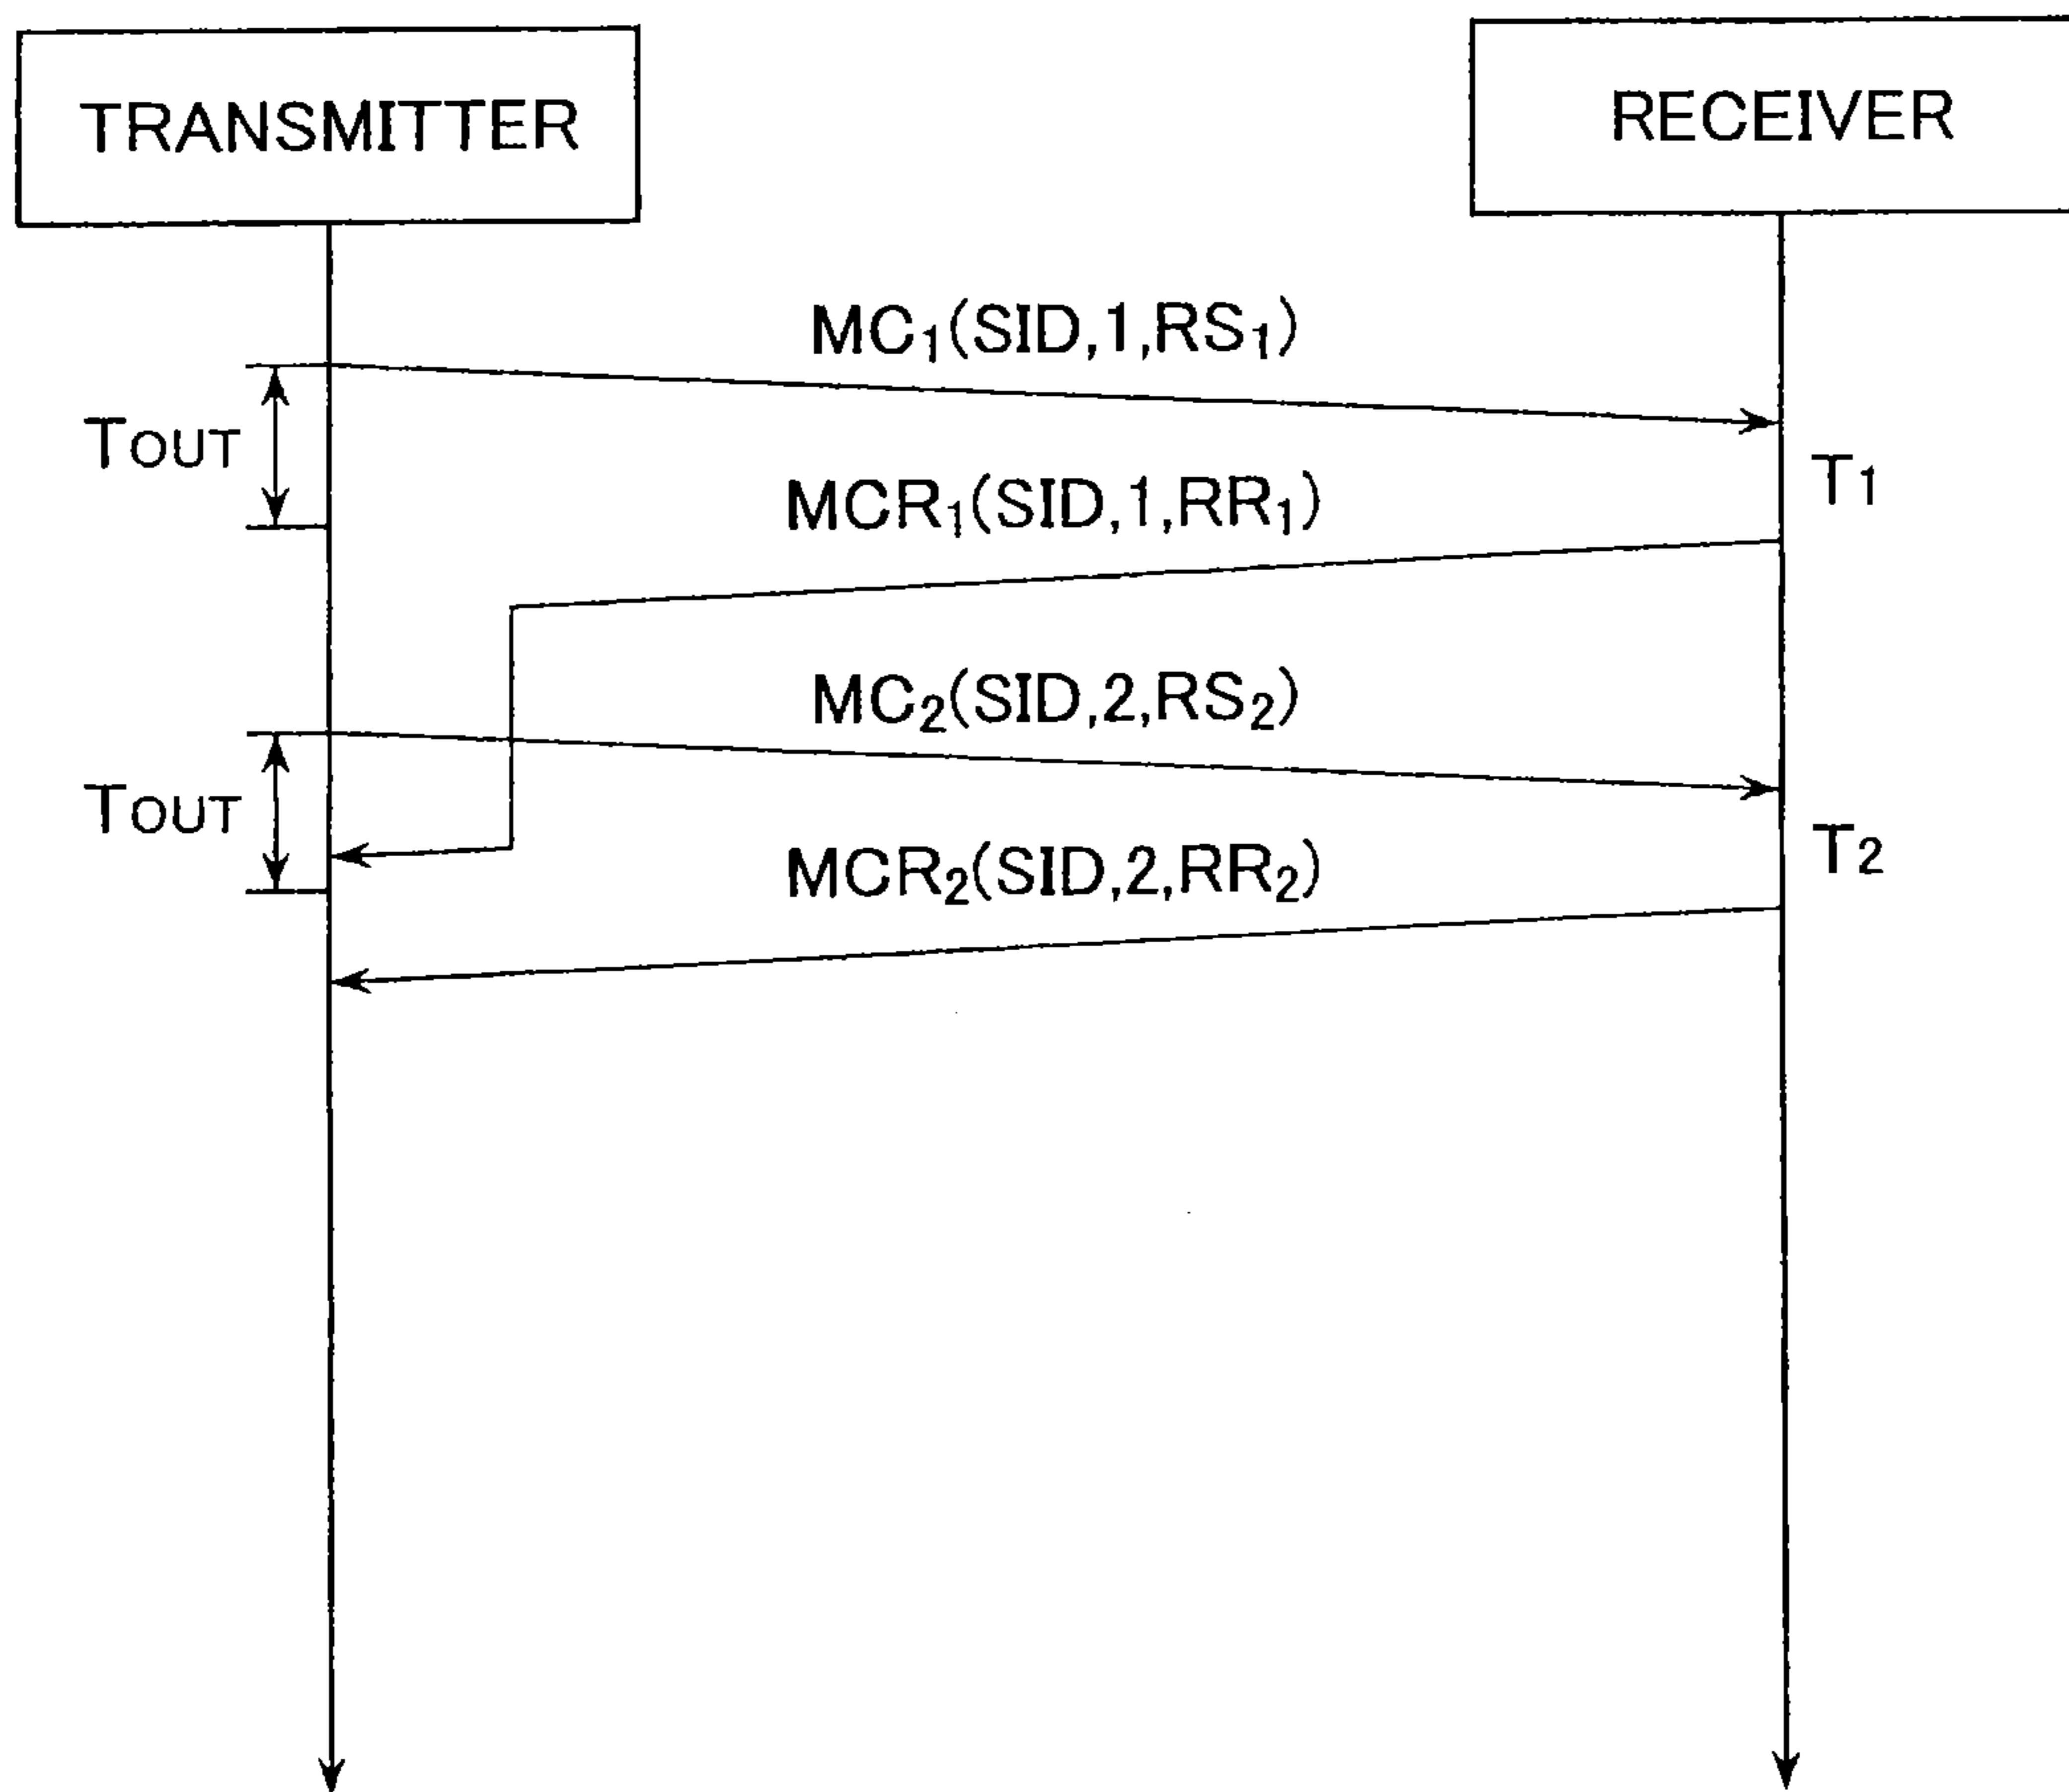 TRANSMITTER
RECEIVER
MC₁(SID,1,RS₁)
TOUT
T₁
MCR₁(SID,1,RR₁)
MC₂(SID,2,RS₂)
TOUT
T₂
MCR₂(SID,2,RR₂)